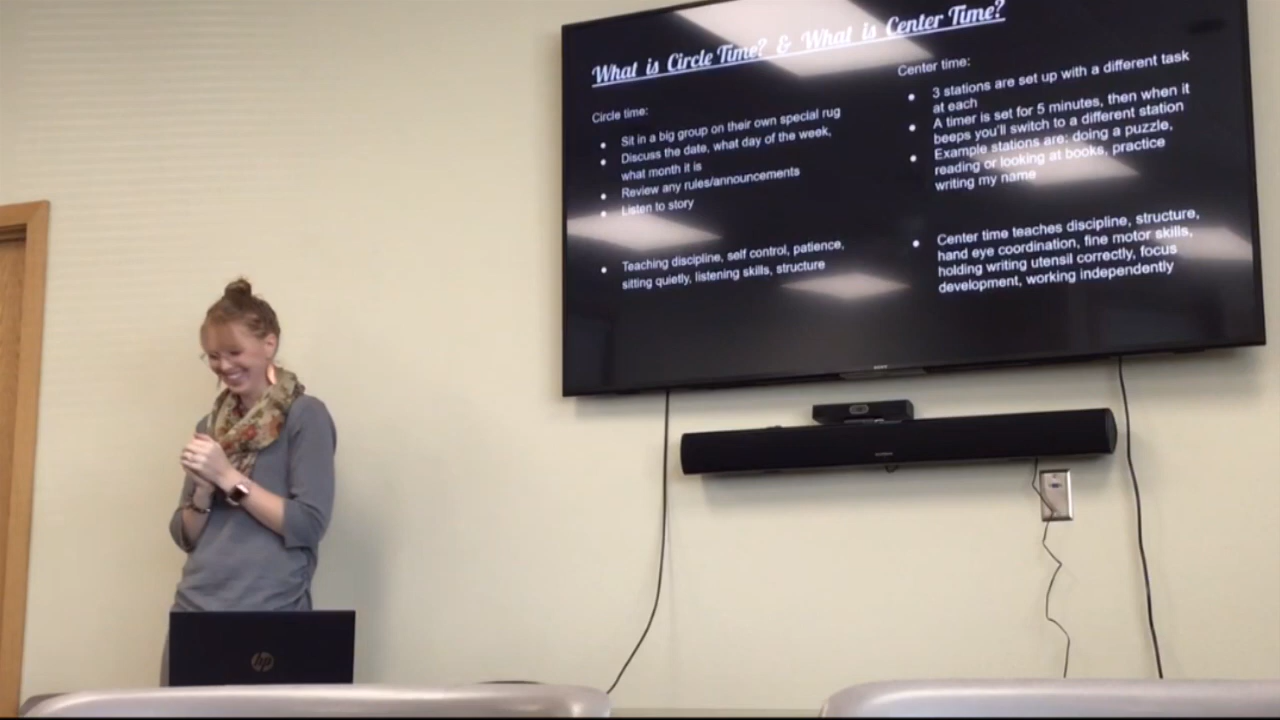 What is Circle Time? & What is Center Time?
Circle time:
Sit in a big group on their own special rug
Discuss the date, what day of the week,
what month it is
Review any rules/announcements
Listen to story
Teaching discipline, self control, patience,
sitting quietly, listening skills, structure
Center time:
3 stations are set up with a different task
at each
A timer is set for 5 minutes, then when it
beeps you'll switch to a different station
Example stations are: doing a puzzle,
reading or looking at books, practice
writing my name
Center time teaches discipline, structure,
hand eye coordination, fine motor skills,
holding writing utensil correctly, focus
development, working independently
SONY
hp